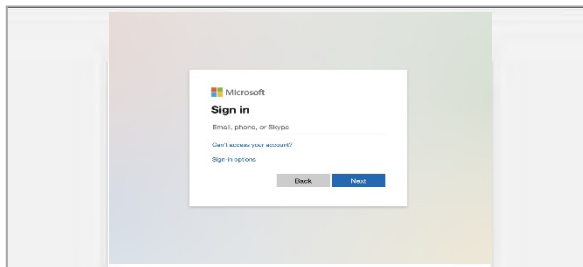 Microsoft
Sign in
Email, phone, or Skype
Can't access your account?
Sign-in options
Back Next